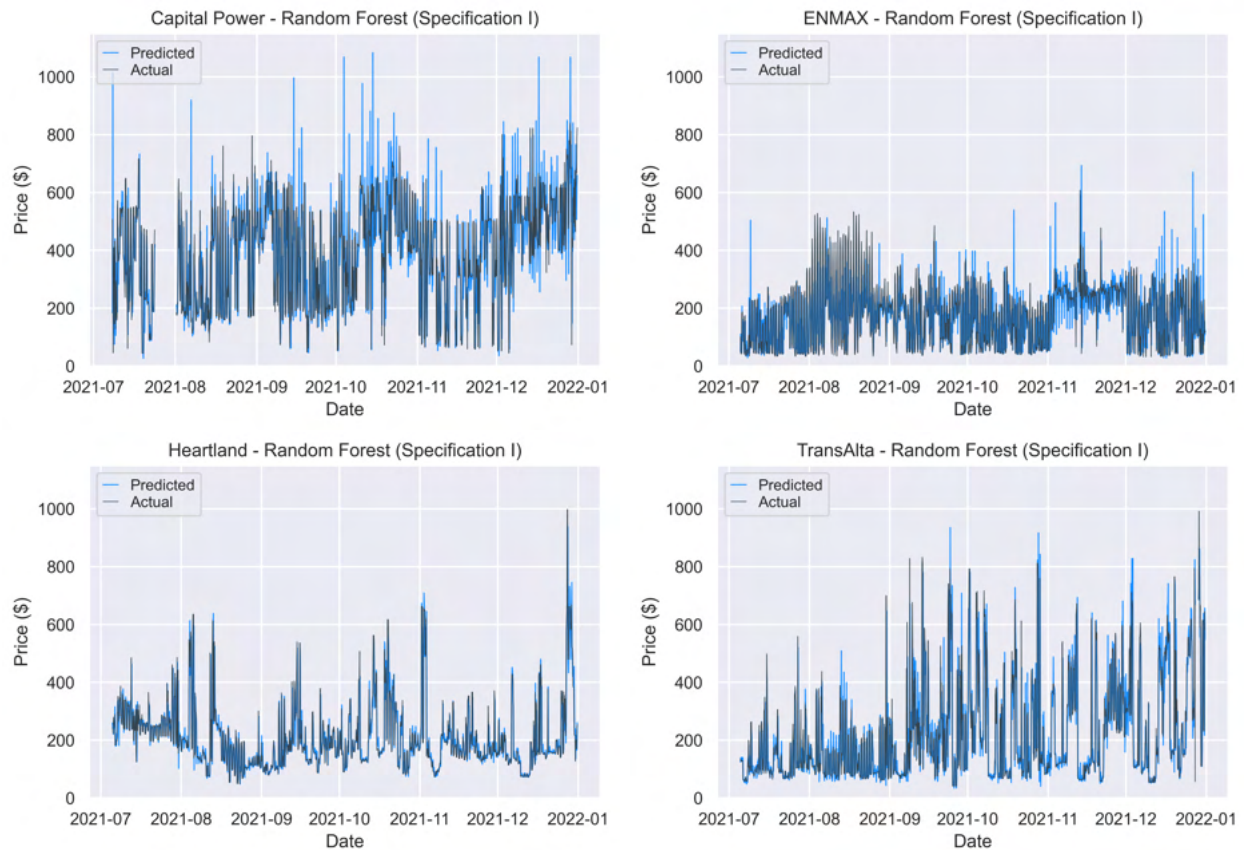 Capital Power - Random Forest (Specification I)
Predicted
Actual
1000
800
600
400
200
0
Price ($)
2021-07 2021-08 2021-09 2021-10 2021-11 2021-12 2022-01
Date
ENMAX - Random Forest (Specification I)
Predicted
Actual
1000
800
600
400
200
0
Price ($)
2021-07 2021-08 2021-09 2021-10 2021-11 2021-12 2022-01
Date
Heartland - Random Forest (Specification I)
Predicted
Actual
1000
800
600
400
200
0
Price ($)
2021-07 2021-08 2021-09 2021-10 2021-11 2021-12 2022-01
Date
TransAlta - Random Forest (Specification I)
Predicted
Actual
1000
800
600
400
200
0
Price ($)
2021-07 2021-08 2021-09 2021-10 2021-11 2021-12 2022-01
Date